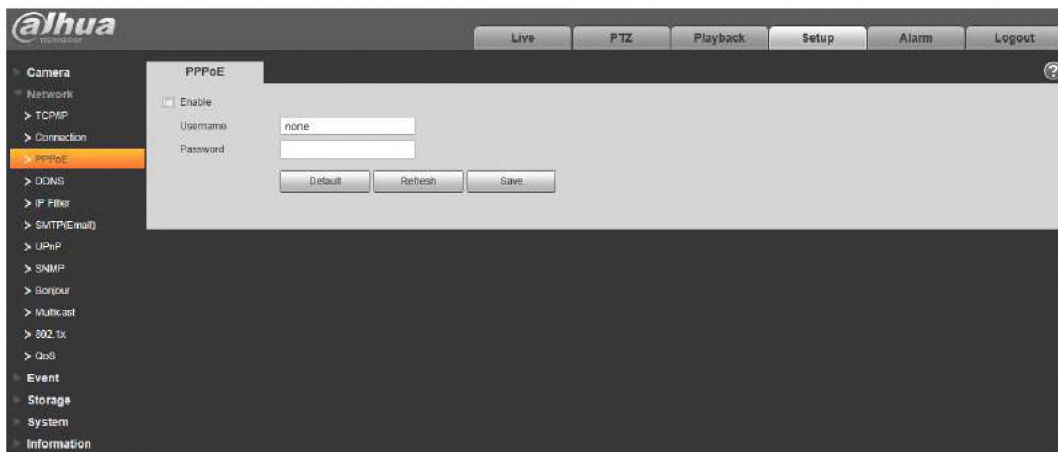 alhua
TECHNOLOGY
Live PTZ Playback Setup Alarm Logout
Camera
Network
> TCP/IP
> Connection
> PPPoE
> DDNS
> IP Filter
> SMTP(Email)
> UPnP
> SNMP
> Bonjour
> Multicast
> 802.1x
> QoS
Event
Storage
System
Information
PPPoE
?
Enable
Username none
Password
Default Refresh Save